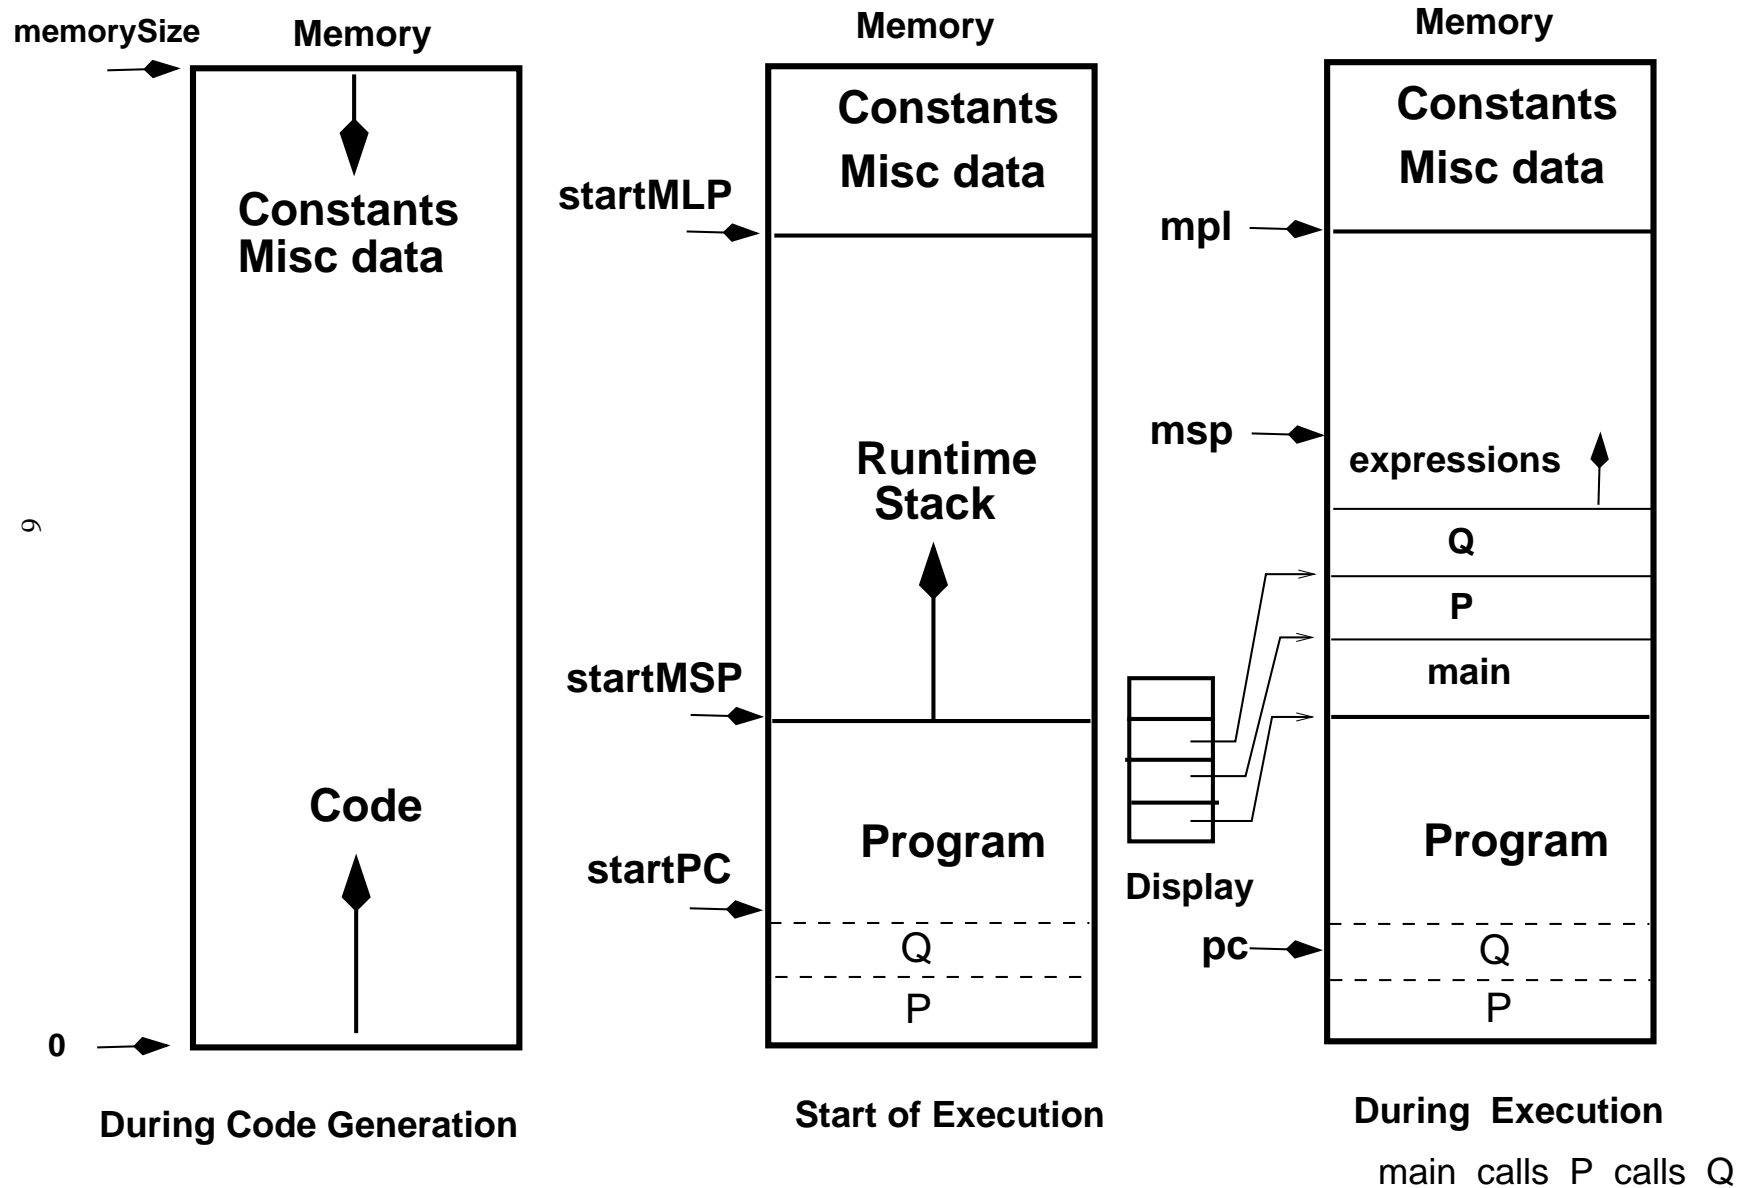 memorySize
Memory
Constants
Misc data
Code
0
During Code Generation
Memory
Constants
Misc data
startMLP
Runtime
Stack
startMSP
Program
startPC
Q
P
Start of Execution
Memory
Constants
Misc data
mpl
msp
expressions
Q
P
main
Display
Program
pc
Q
P
During Execution
main calls P calls Q
6